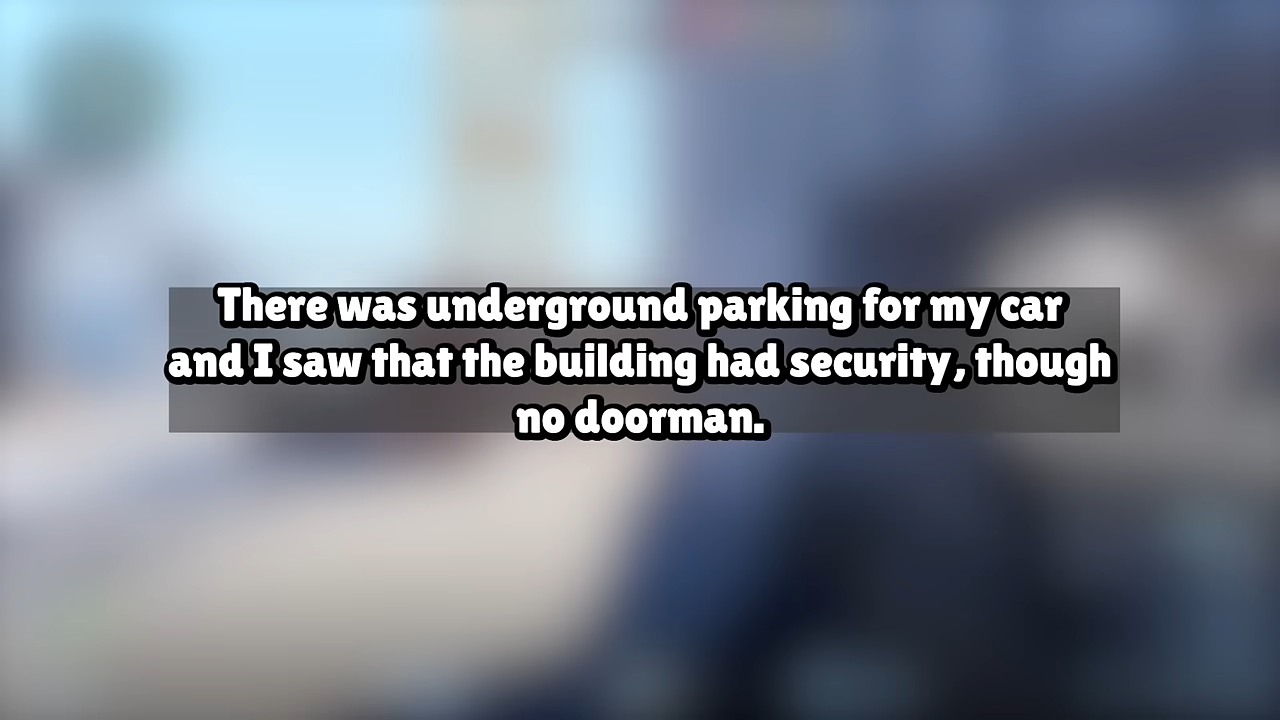 There was underground parking for my car
and I saw that the building had security, though
no doorman.